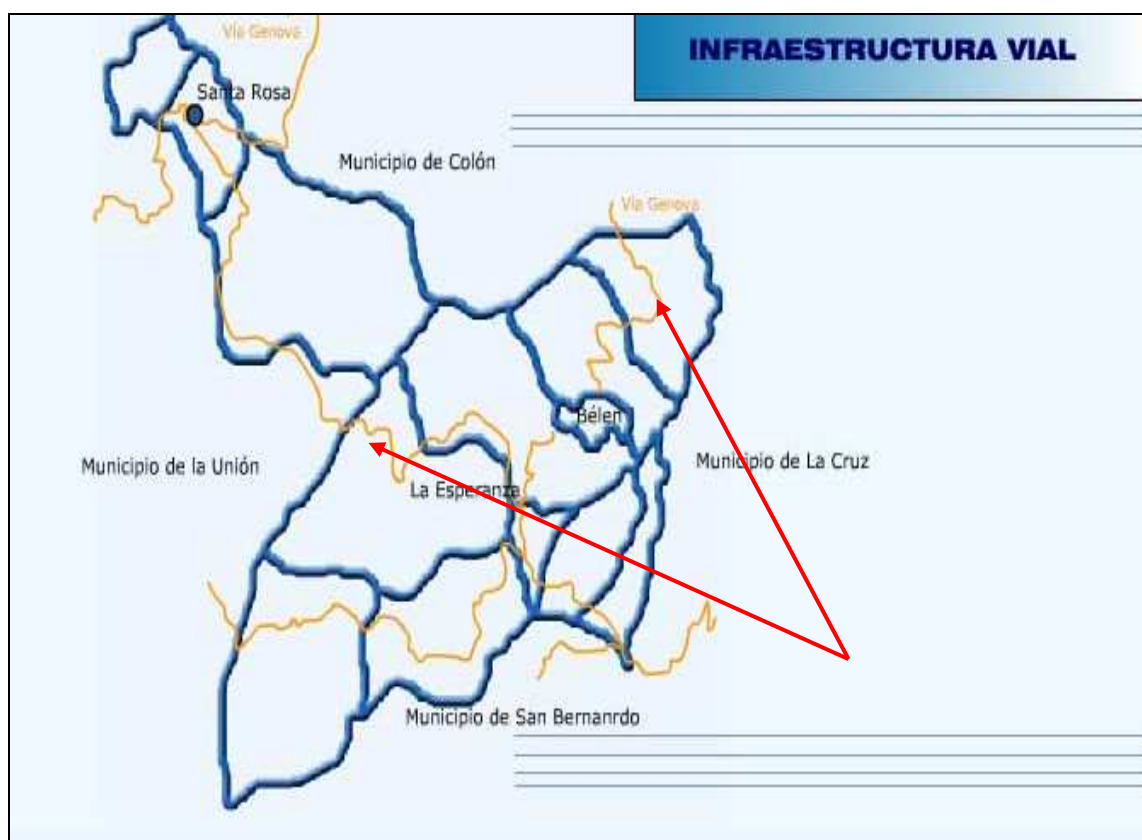 Vía Genova
INFRAESTRUCTURA VIAL
Santa Rosa
Municipio de Colón
Vía Genova
Bélen
Municipio de la Unión
Municipio de La Cruz
La Esperanza
Municipio de San Bernanrdo